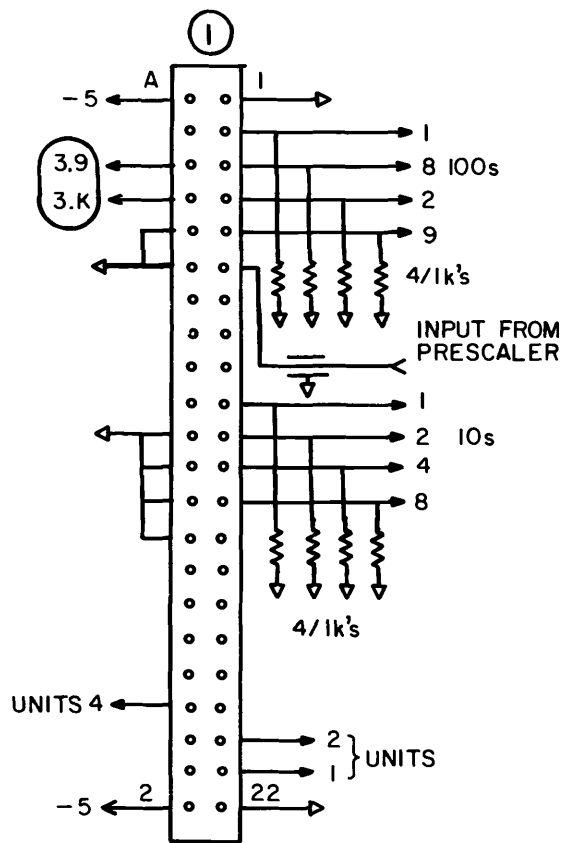 1
A 1
-5
1
3.9 8 100s
3.K 2
9
4/1k's
INPUT FROM
PRESCALER
1
2 10s
4
8
4/1k's
UNITS 4
2
1 UNITS
2 22
-5